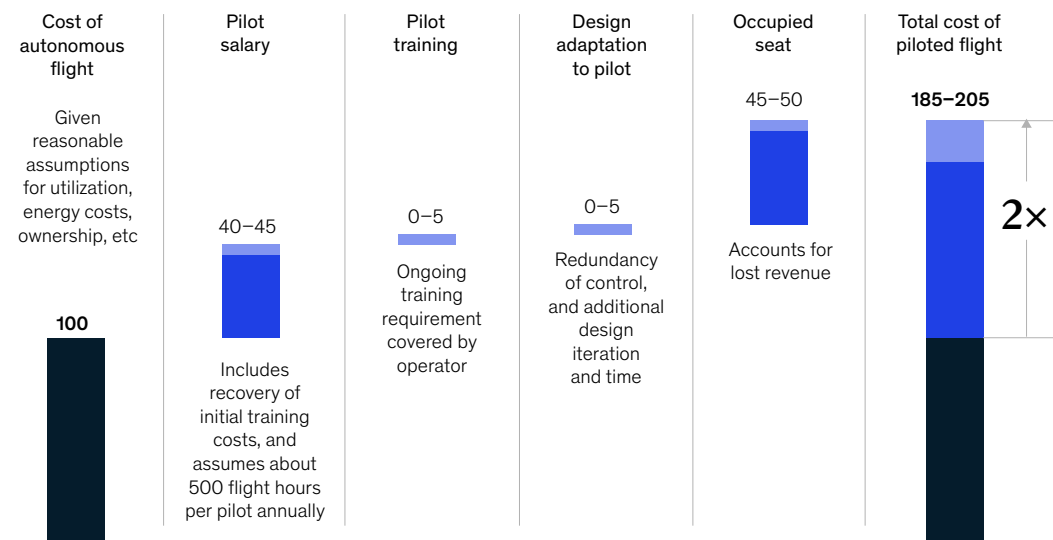 Cost of
autonomous
flight
Given
reasonable
assumptions
for utilization,
energy costs,
ownership, etc
100
Pilot
salary
40–45
Includes
recovery of
initial training
costs, and
assumes about
500 flight hours
per pilot annually
Pilot
training
0–5
Ongoing
training
requirement
covered by
operator
Design
adaptation
to pilot
0–5
Redundancy
of control,
and additional
design
iteration
and time
Occupied
seat
45–50
Accounts for
lost revenue
Total cost of
piloted flight
185–205
2×